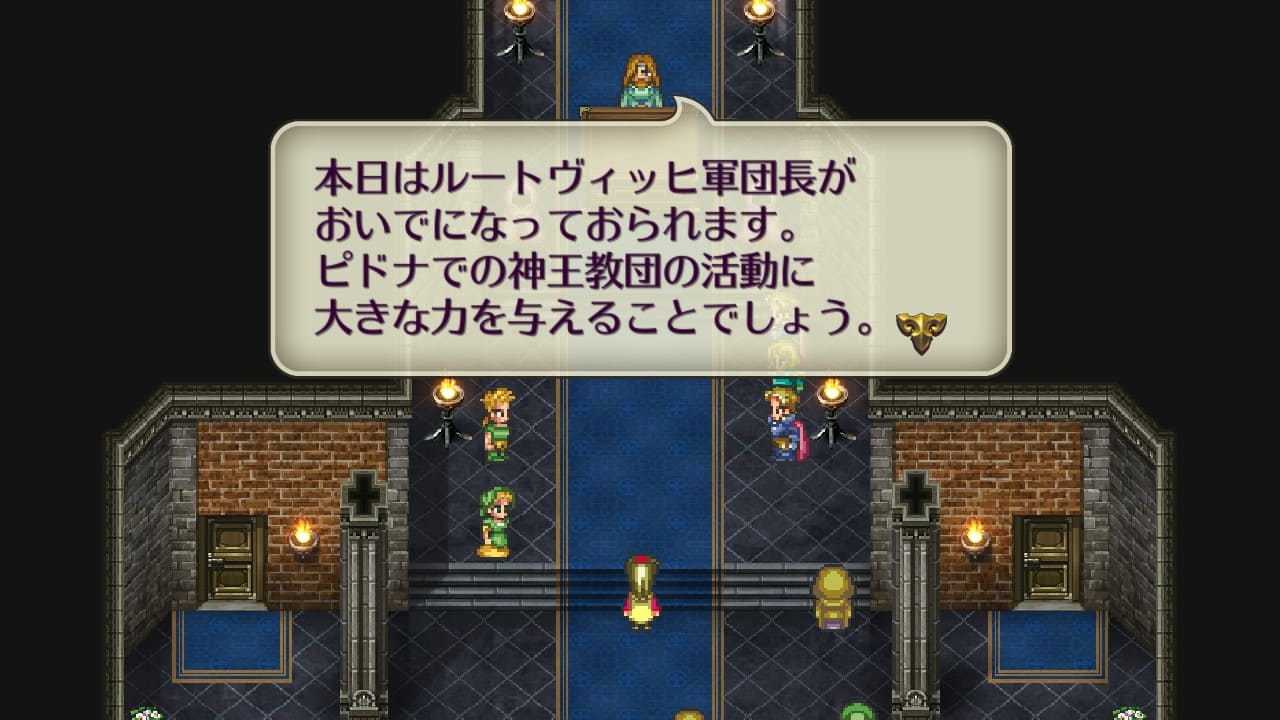 本日はルートヴィッヒ軍団長が
おいでになっておられます。
ピドナでの神王教団の活動に
大きな力を与えることでしょう。